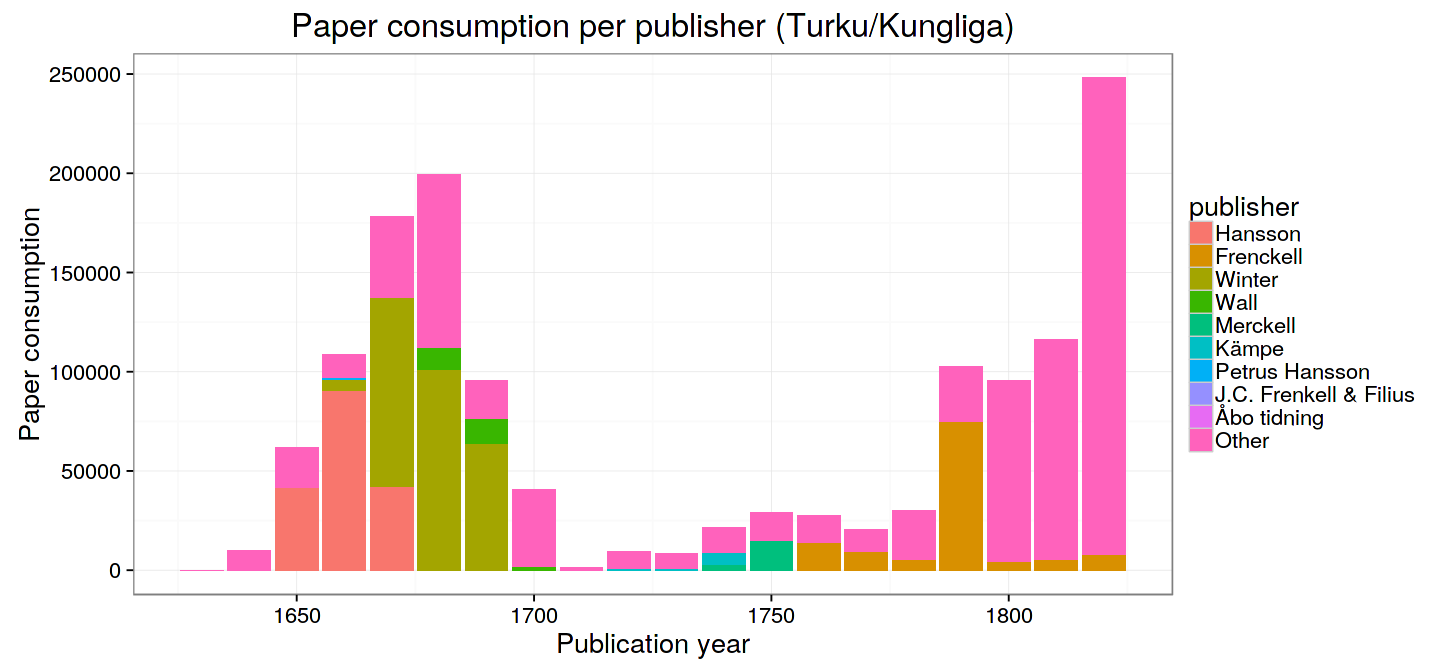 Paper consumption per publisher (Turku/Kungliga)
250000
200000
150000
100000
50000
0
Paper consumption
1650
1700
1750
1800
Publication year
publisher
Hansson
Frenckell
Winter
Wall
Merckell
Kämpe
Petrus Hansson
J.C. Frenkell & Filius
Åbo tidning
Other